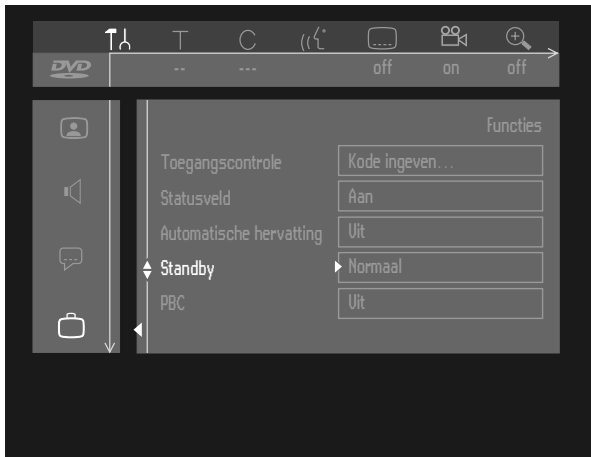 T C
DVD -- --- off on off
Functies
Toegangscontrole Kode ingeven...
Statusveld Aan
Automatische hervatting Uit
Standby Normaal
PBC Uit